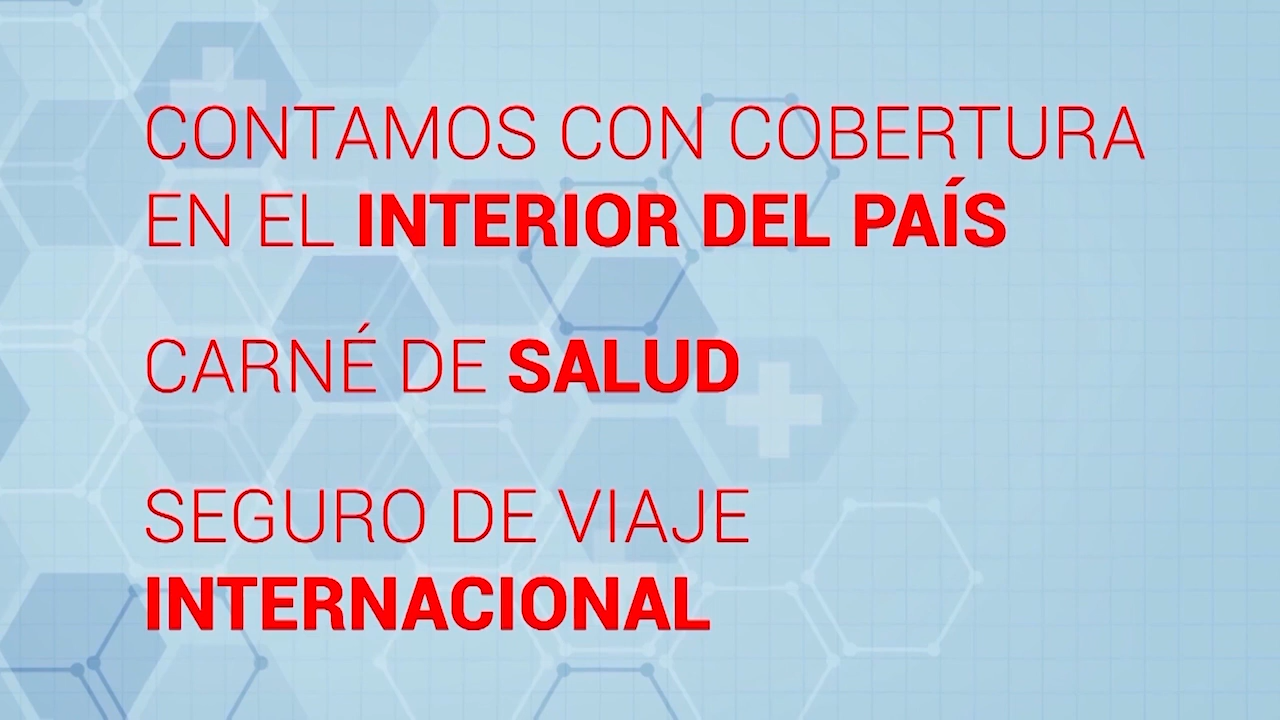 CONTAMOS CON COBERTURA
EN EL INTERIOR DEL PAÍS
CARNÉ DE SALUD
SEGURO DE VIAJE
INTERNACIONAL